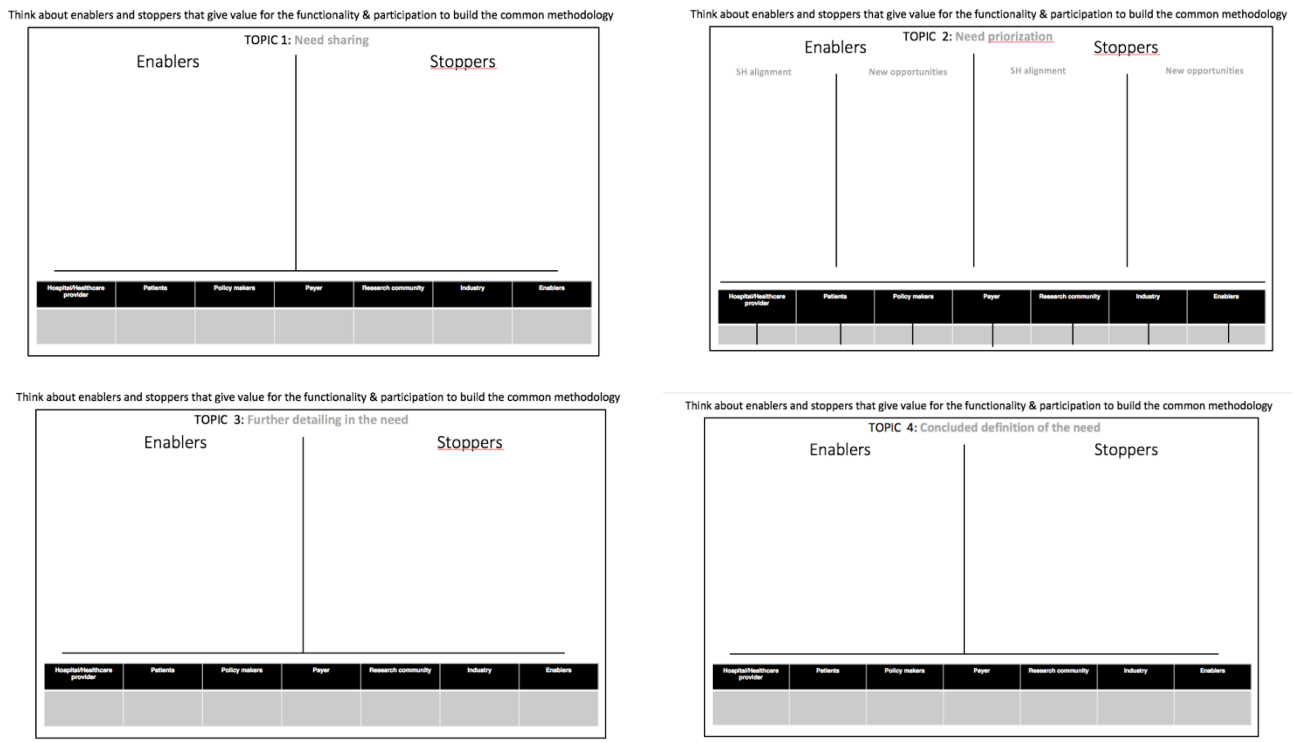 Think about enablers and stoppers that give value for the functionality & participation to build the common methodology
TOPIC 1: Need sharing
Enablers
Stoppers
Hospital/Healthcare provider Patients Policy makers Payer Research community Industry Enablers
Think about enablers and stoppers that give value for the functionality & participation to build the common methodology
TOPIC 2: Need priorization
Enablers
Stoppers
SH alignment New opportunities SH alignment New opportunities
Hospital/Healthcare provider Patients Policy makers Payer Research community Industry Enablers
Think about enablers and stoppers that give value for the functionality & participation to build the common methodology
TOPIC 3: Further detailing in the need
Enablers
Stoppers
Hospital/Healthcare provider Patients Policy makers Payer Research community Industry Enablers
Think about enablers and stoppers that give value for the functionality & participation to build the common methodology
TOPIC 4: Concluded definition of the need
Enablers
Stoppers
Hospital/Healthcare provider Patients Policy makers Payer Research community Industry Enablers